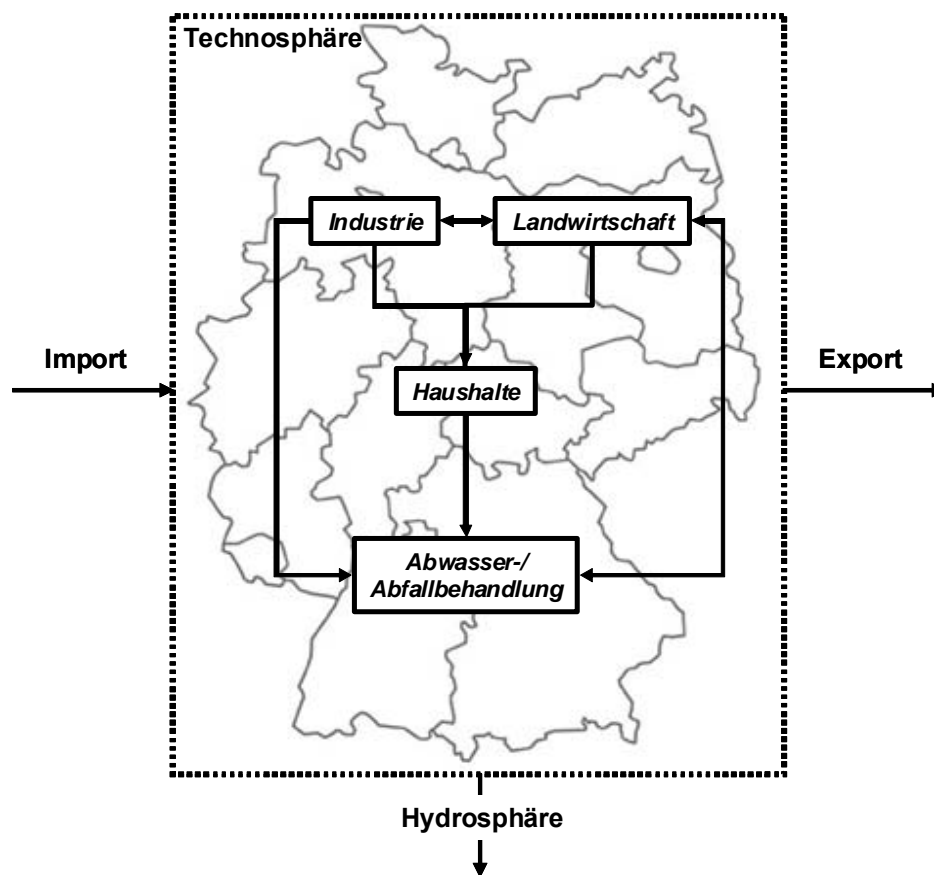 Technosphäre
Industrie
Landwirtschaft
Import
Export
Haushalte
Abwasser-/
Abfallbehandlung
Hydrosphäre